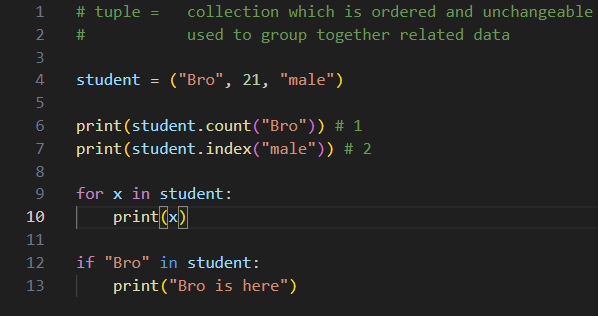 1 # tuple =   collection which is ordered and unchangeable
2 #           used to group together related data
3
4 student = ("Bro", 21, "male")
5
6 print(student.count("Bro")) # 1
7 print(student.index("male")) # 2
8
9 for x in student:
10     print(x)
11
12 if "Bro" in student:
13     print("Bro is here")